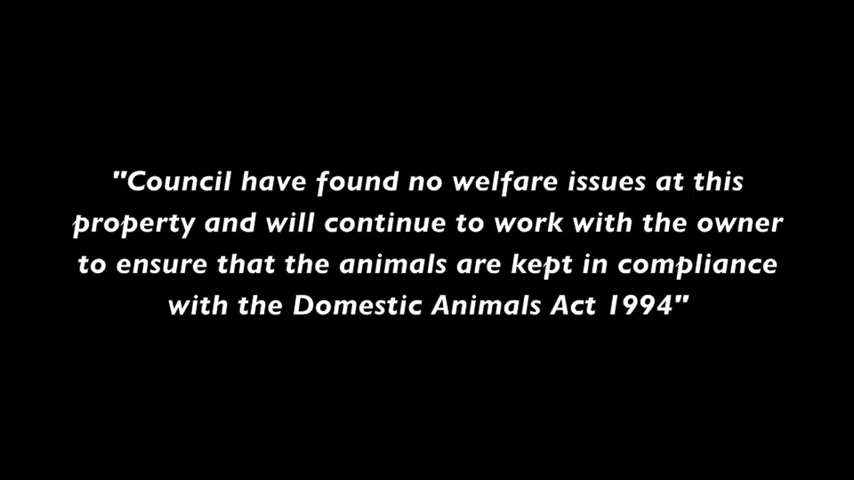 "Council have found no welfare issues at this
property and will continue to work with the owner
to ensure that the animals are kept in compliance
with the Domestic Animals Act 1994"